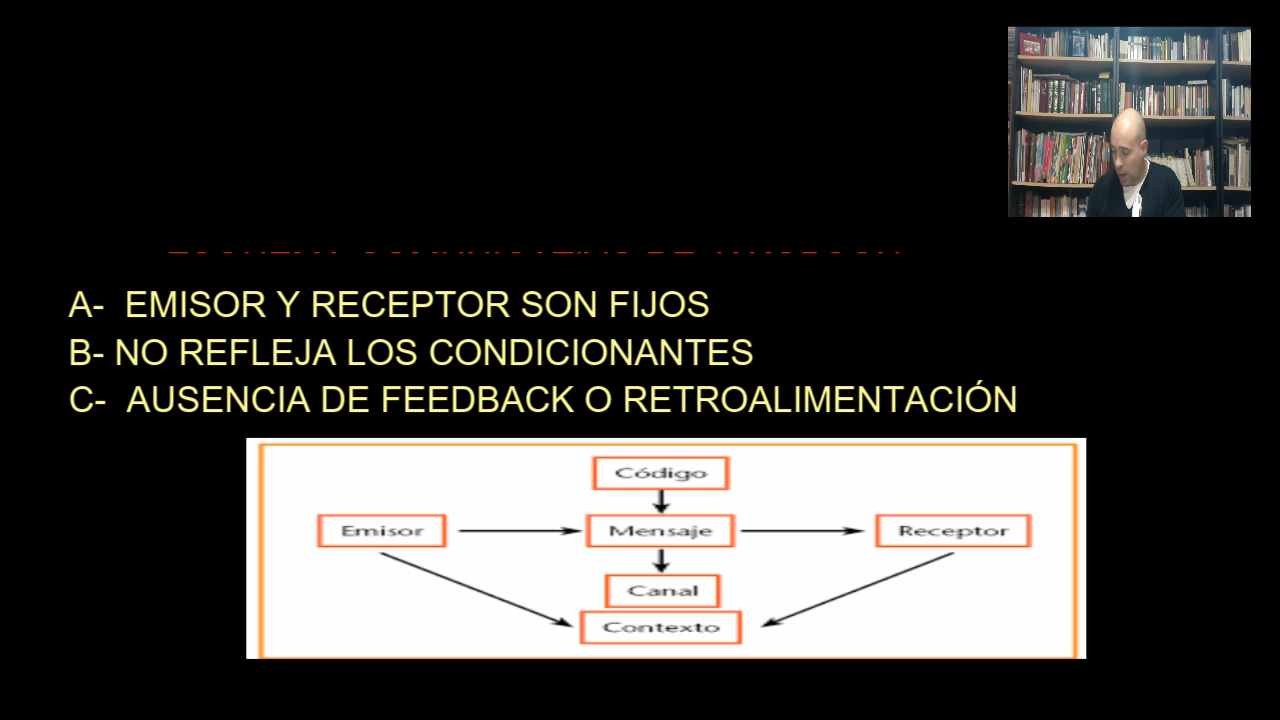 A- EMISOR Y RECEPTOR SON FIJOS
B- NO REFLEJA LOS CONDICIONANTES
C- AUSENCIA DE FEEDBACK O RETROALIMENTACIÓN
Código
Emisor
Mensaje
Receptor
Canal
Contexto